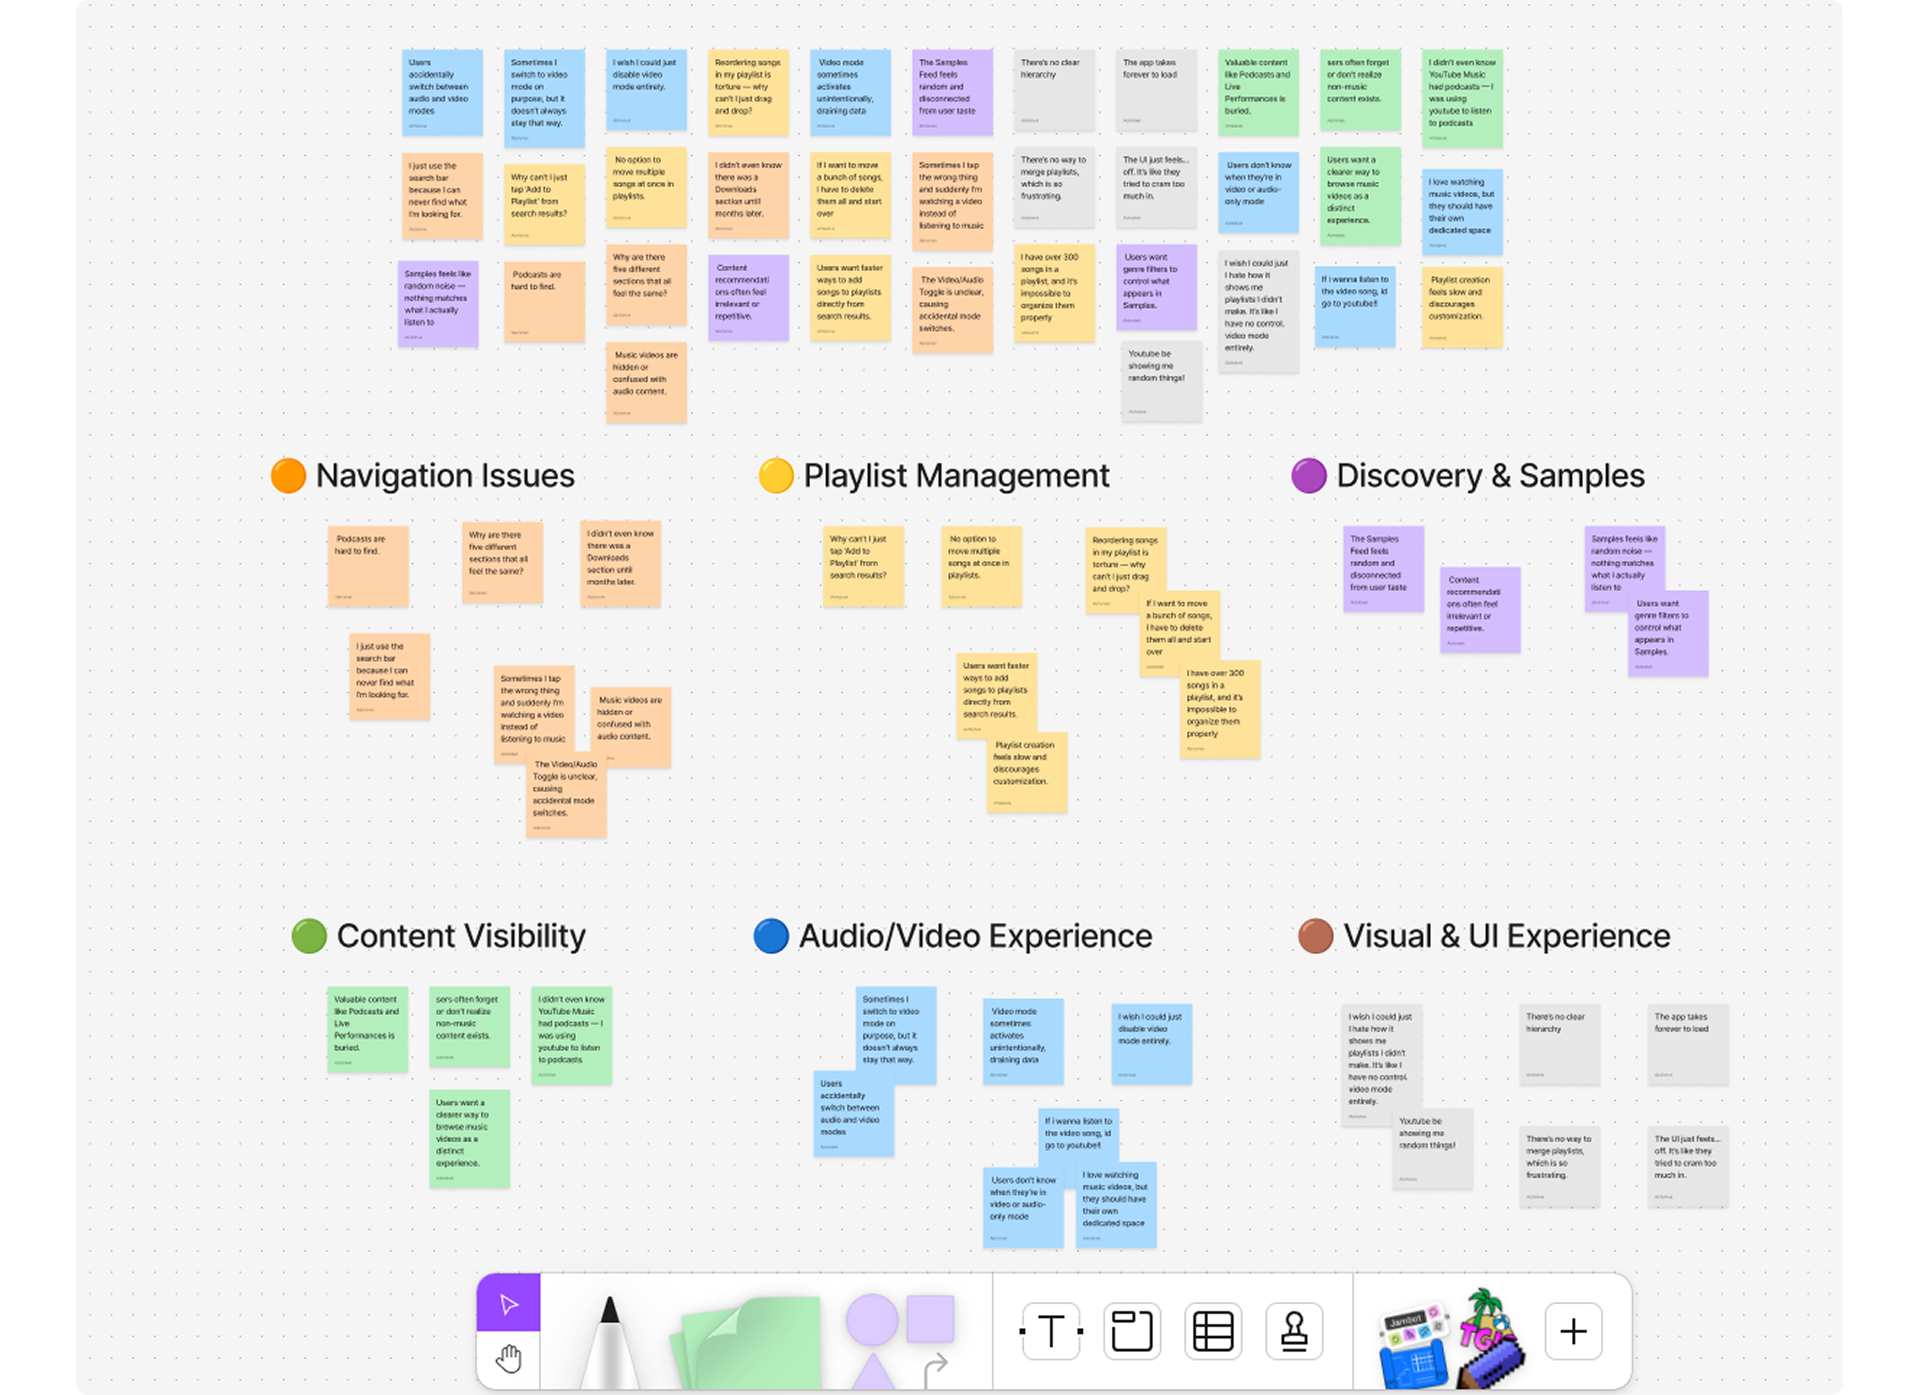 Users
accidentally
switch between
audio and video
modes
Sometimes I
switch to video
mode on
purpose, but it
doesn't always
stay that way.
I wish I could just
disable video
mode entirely.
Reordering songs
in my playlist is
torture — why
can't I just drag
and drop?
Video mode
sometimes
activates
unintentionally,
draining data
The Samples
Feed feels
random and
disconnected
from user taste
There's no clear
hierarchy
The app takes
forever to load
Valuable content
like Podcasts and
Live
Performances is
buried.
sers often forget
or don't realize
non-music
content exists.
I didn't even know
YouTube Music
had podcasts — I
was using
youtube to listen
to podcasts
I just use the
search bar
because I can
never find what
I'm looking for.
Why can't I just
tap 'Add to
Playlist' from
search results?
No option to
move multiple
songs at once in
playlists.
I didn't even know
there was a
Downloads
section until
months later.
If I want to move
a bunch of songs,
I have to delete
them all and start
over
Sometimes I tap
the wrong thing
and suddenly I'm
watching a video
instead of
listening to music
There's no way to
merge playlists,
which is so
frustrating.
The UI just feels...
off. It's like they
tried to cram too
much in.
Users don't know
when they're in
video or audio-
only mode
Users want a
clearer way to
browse music
videos as a
distinct
experience.
I love watching
music videos, but
they should have
their own
dedicated space
Samples feels like
random noise —
nothing matches
what I actually
listen to
Podcasts are
hard to find.
Why are there
five different
sections that all
feel the same?
Content
recommendati
ons often feel
irrelevant or
repetitive.
Users want faster
ways to add
songs to playlists
directly from
search results.
The Video/Audio
Toggle is unclear,
causing
accidental mode
switches.
I have over 300
songs in a
playlist, and it's
impossible to
organize them
properly
Users want
genre filters to
control what
appears in
Samples.
I wish I could just
I hate how it
shows me
playlists I didn't
make. It's like I
have no control.
video mode
entirely.
If i wanna listen to
the video song, id
go to youtube!!
Playlist creation
feels slow and
discourages
customization.
Music videos are
hidden or
confused with
audio content.
Youtube be
showing me
random things!
Navigation Issues
Playlist Management
Discovery & Samples
Podcasts are
hard to find.
Why are there
five different
sections that all
feel the same?
I didn't even know
there was a
Downloads
section until
months later.
I just use the
search bar
because I can
never find what
I'm looking for.
Sometimes I tap
the wrong thing
and suddenly I'm
watching a video
instead of
listening to music
Music videos are
hidden or
confused with
audio content.
The Video/Audio
Toggle is unclear,
causing
accidental mode
switches.
Why can't I just
tap 'Add to
Playlist' from
search results?
No option to
move multiple
songs at once in
playlists.
Reordering songs
in my playlist is
torture — why
can't I just drag
and drop?
If I want to move
a bunch of songs,
I have to delete
them all and start
over
I have over 300
songs in a
playlist, and it's
impossible to
organize them
properly
Users want faster
ways to add
songs to playlists
directly from
search results.
Playlist creation
feels slow and
discourages
customization.
The Samples
Feed feels
random and
disconnected
from user taste
Content
recommendati
ons often feel
irrelevant or
repetitive.
Samples feels like
random noise —
nothing matches
what I actually
listen to
Users want
genre filters to
control what
appears in
Samples.
Content Visibility
Audio/Video Experience
Visual & UI Experience
Valuable content
like Podcasts and
Live
Performances is
buried.
sers often forget
or don't realize
non-music
content exists.
I didn't even know
YouTube Music
had podcasts — I
was using
youtube to listen
to podcasts
Users want a
clearer way to
browse music
videos as a
distinct
experience.
Sometimes I
switch to video
mode on
purpose, but it
doesn't always
stay that way.
Users
accidentally
switch between
audio and video
modes
Video mode
sometimes
activates
unintentionally,
draining data
I wish I could just
disable video
mode entirely.
If i wanna listen to
the video song, id
go to youtube!!
Users don't know
when they're in
video or audio-
only mode
I love watching
music videos, but
they should have
their own
dedicated space
I wish I could just
I hate how it
shows me
playlists I didn't
make. It's like I
have no control.
video mode
entirely.
Youtube be
showing me
random things!
There's no clear
hierarchy
The app takes
forever to load
There's no way to
merge playlists,
which is so
frustrating.
The UI just feels...
off. It's like they
tried to cram too
much in.
T
Jambot